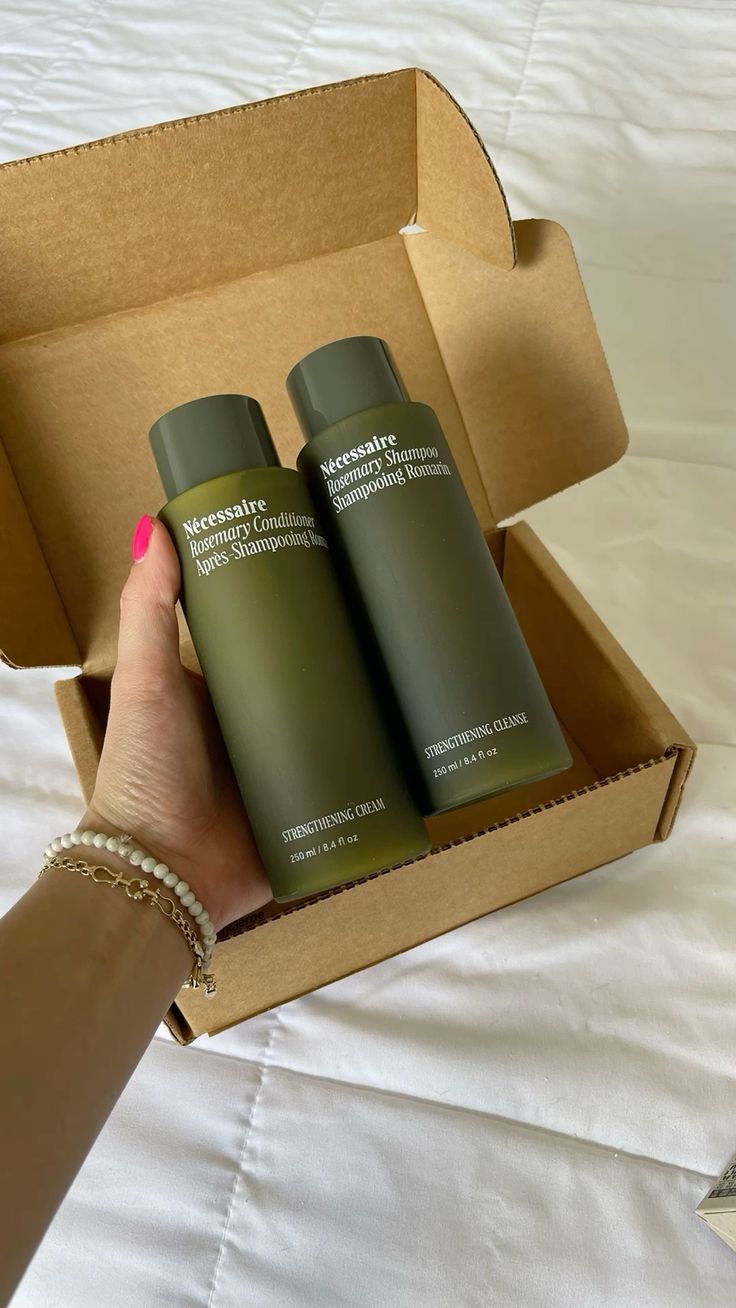 Nécessaire
Rosemary Conditioner
Après-Shampooing
STRENGTHENING CREAM
250 ml / 8.4 fl oz
Nécessaire
Rosemary Shampoo
Shampooing Romarin
STRENGTHENING CLEANSE
250 ml / 8.4 fl oz